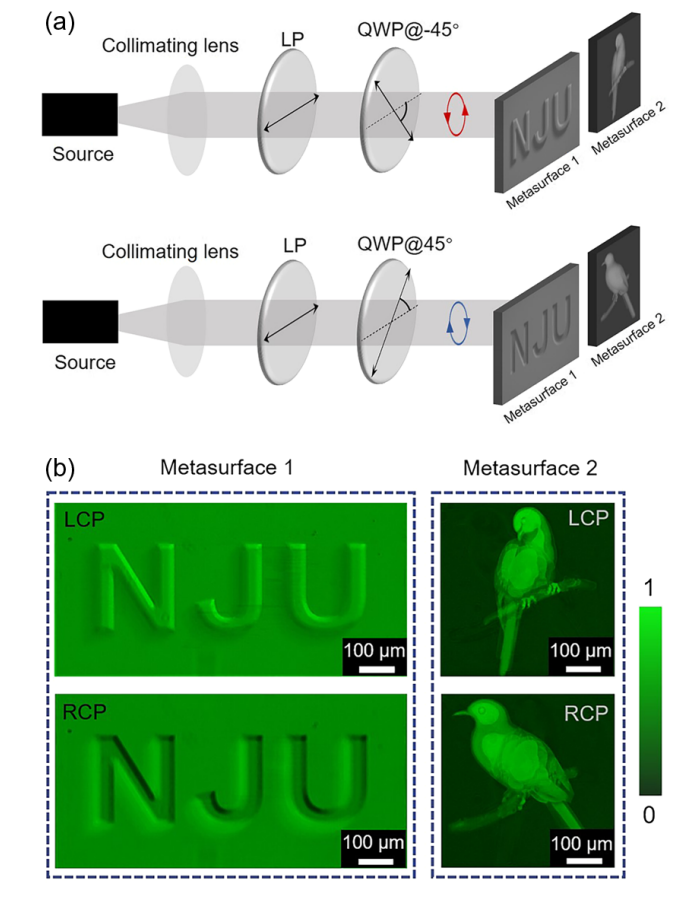 (a)
Collimating lens
LP
QWP@-45°
Source
NJU
Metasurface 1
Metasurface 2
Collimating lens
LP
QWP@45°
Source
NJU
Metasurface 1
Metasurface 2
(b)
Metasurface 1
Metasurface 2
LCP
NJU
100 μm
LCP
100 μm
1
RCP
NJU
100 μm
RCP
100 μm
0